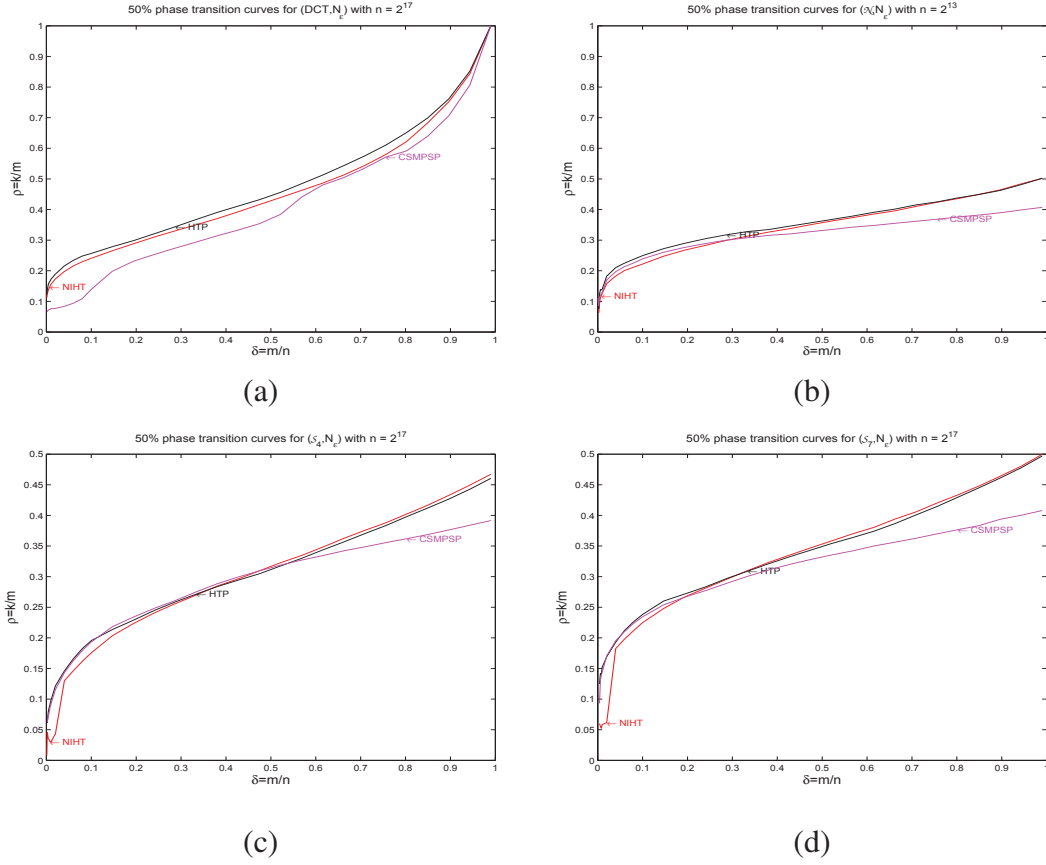 50% phase transition curves for (DCT,Nε) with n = 2^17
1
0.9
0.8
0.7
0.6
0.5
0.4
0.3
0.2
0.1
0
ρ=k/m
CSMPSP
HTP
NIHT
0 0.1 0.2 0.3 0.4 0.5 0.6 0.7 0.8 0.9 1
δ=m/n
(a)
50% phase transition curves for (𝒩,Nε) with n = 2^13
1
0.9
0.8
0.7
0.6
0.5
0.4
0.3
0.2
0.1
0
ρ=k/m
CSMPSP
HTP
NIHT
0 0.1 0.2 0.3 0.4 0.5 0.6 0.7 0.8 0.9 1
δ=m/n
(b)
50% phase transition curves for (𝒮4,Nε) with n = 2^17
0.5
0.45
0.4
0.35
0.3
0.25
0.2
0.15
0.1
0.05
0
ρ=k/m
CSMPSP
HTP
NIHT
0 0.1 0.2 0.3 0.4 0.5 0.6 0.7 0.8 0.9 1
δ=m/n
(c)
50% phase transition curves for (𝒮7,Nε) with n = 2^17
0.5
0.45
0.4
0.35
0.3
0.25
0.2
0.15
0.1
0.05
0
ρ=k/m
CSMPSP
HTP
NIHT
0 0.1 0.2 0.3 0.4 0.5 0.6 0.7 0.8 0.9 1
δ=m/n
(d)